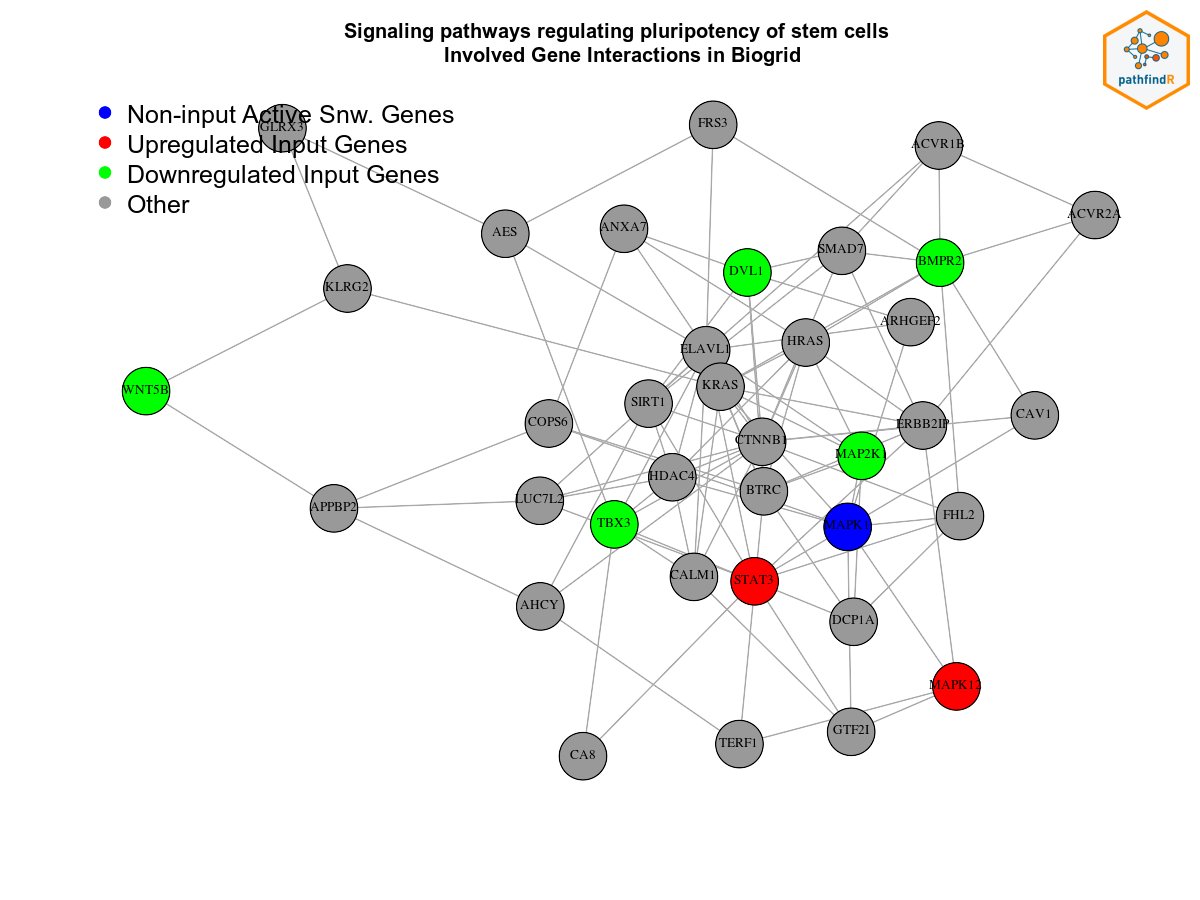 Signaling pathways regulating pluripotency of stem cells
Involved Gene Interactions in Biogrid
pathfindR
Non-input Active Snw. Genes
Upregulated Input Genes
Downregulated Input Genes
Other
GLRX3
FRS3
ACVR1B
ACVR2A
AES
ANXA7
SMAD7
DVL1
BMPR2
KLRG2
ARHGEF2
HRAS
ELAVL1
KRAS
WNT5B
SIRT1
COPS6
CAV1
ERBB2IP
CTNNB1
MAP2K1
HDAC4
BTRC
LUC7L2
APPBP2
TBX3
MAPK1
FHL2
CALM1
STAT3
AHCY
DCP1A
MAPK12
GTF2I
TERF1
CA8